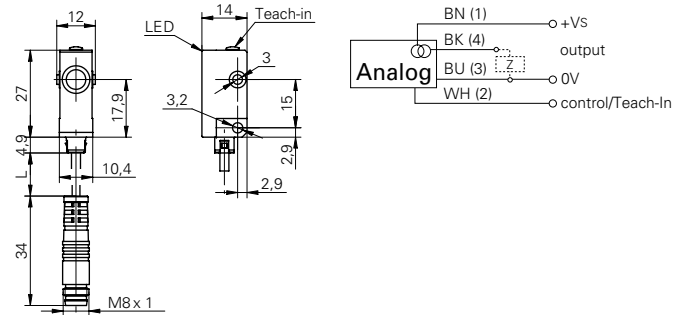 12
27
17,9
4,9
L
10,4
34
M8 x 1
14
LED
Teach-in
3
3,2
15
2,9
2,9
BN (1)
+VS
BK (4)
output
Z
Analog
BU (3)
0V
WH (2)
control/Teach-In